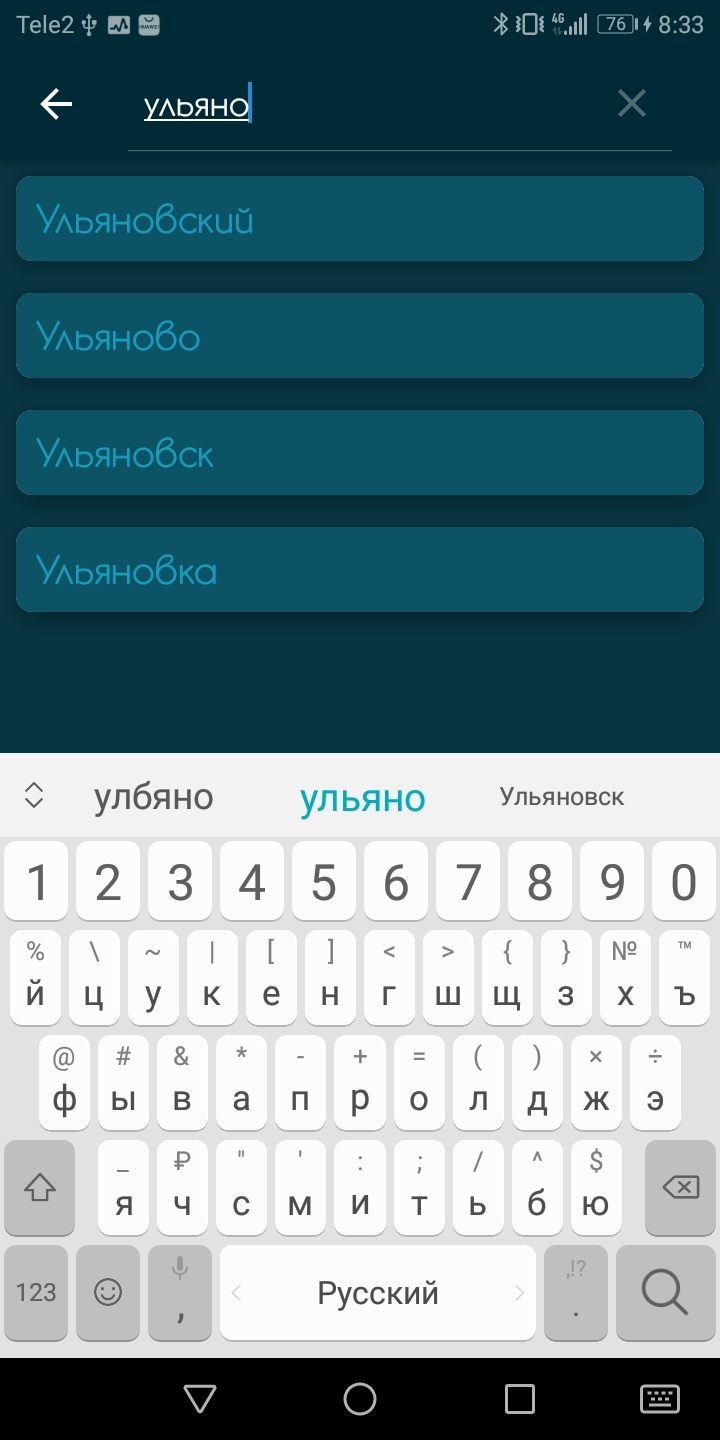 Tele2 HUAWEI 4G 76 8:33
ульяно
Ульяновский
Ульяново
Ульяновск
Ульяновка
улбяно ульяно Ульяновск
1 2 3 4 5 6 7 8 9 0
% \ ~ | [ ] < > { } № ™
й ц у к е н г ш щ з х ъ
@ # & * - + = ( ) × ÷
ф ы в а п р о л д ж э
_ ₽ " ' : ; / ^ $
я ч с м и т ь б ю
,!?
123 , Русский .